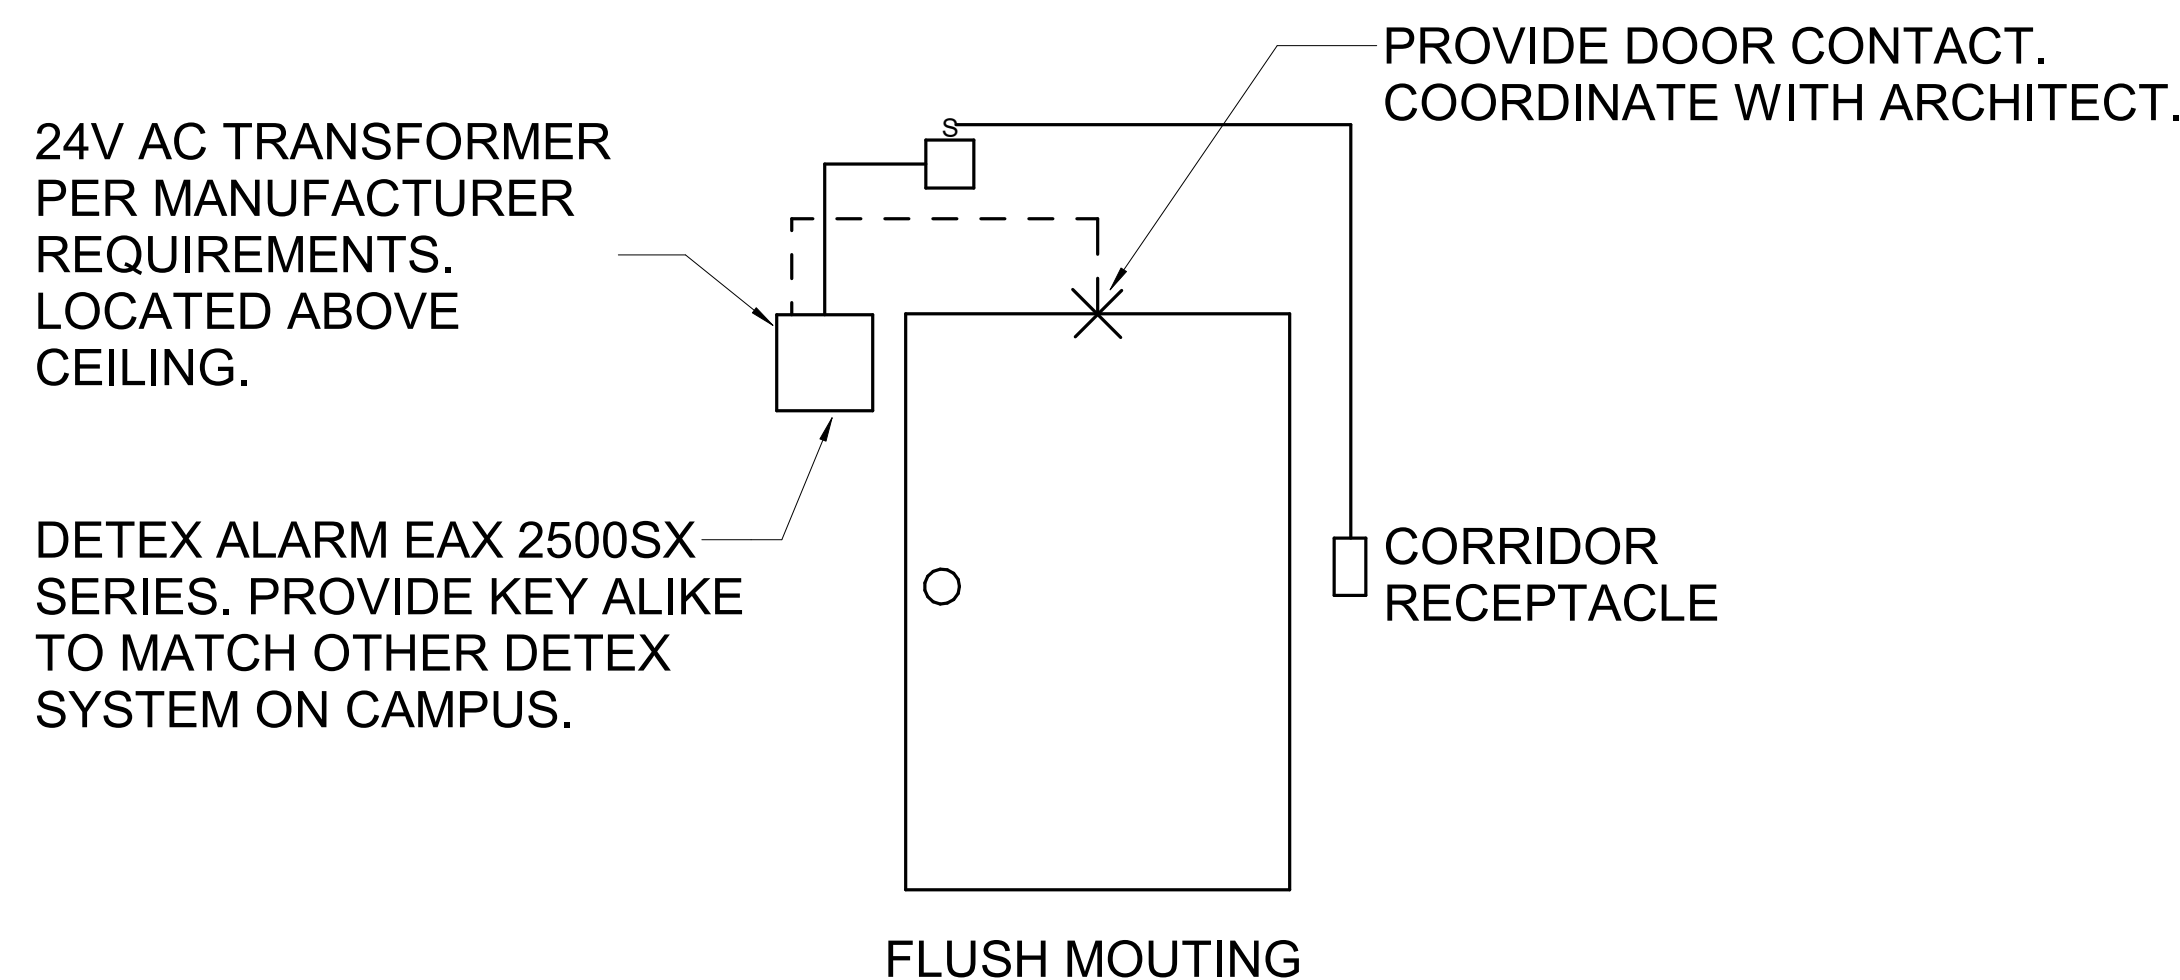 PROVIDE DOOR CONTACT.
COORDINATE WITH ARCHITECT.
S
24V AC TRANSFORMER
PER MANUFACTURER
REQUIREMENTS.
LOCATED ABOVE
CEILING.
DETEX ALARM EAX 2500SX
SERIES. PROVIDE KEY ALIKE
TO MATCH OTHER DETEX
SYSTEM ON CAMPUS.
CORRIDOR
RECEPTACLE
FLUSH MOUTING